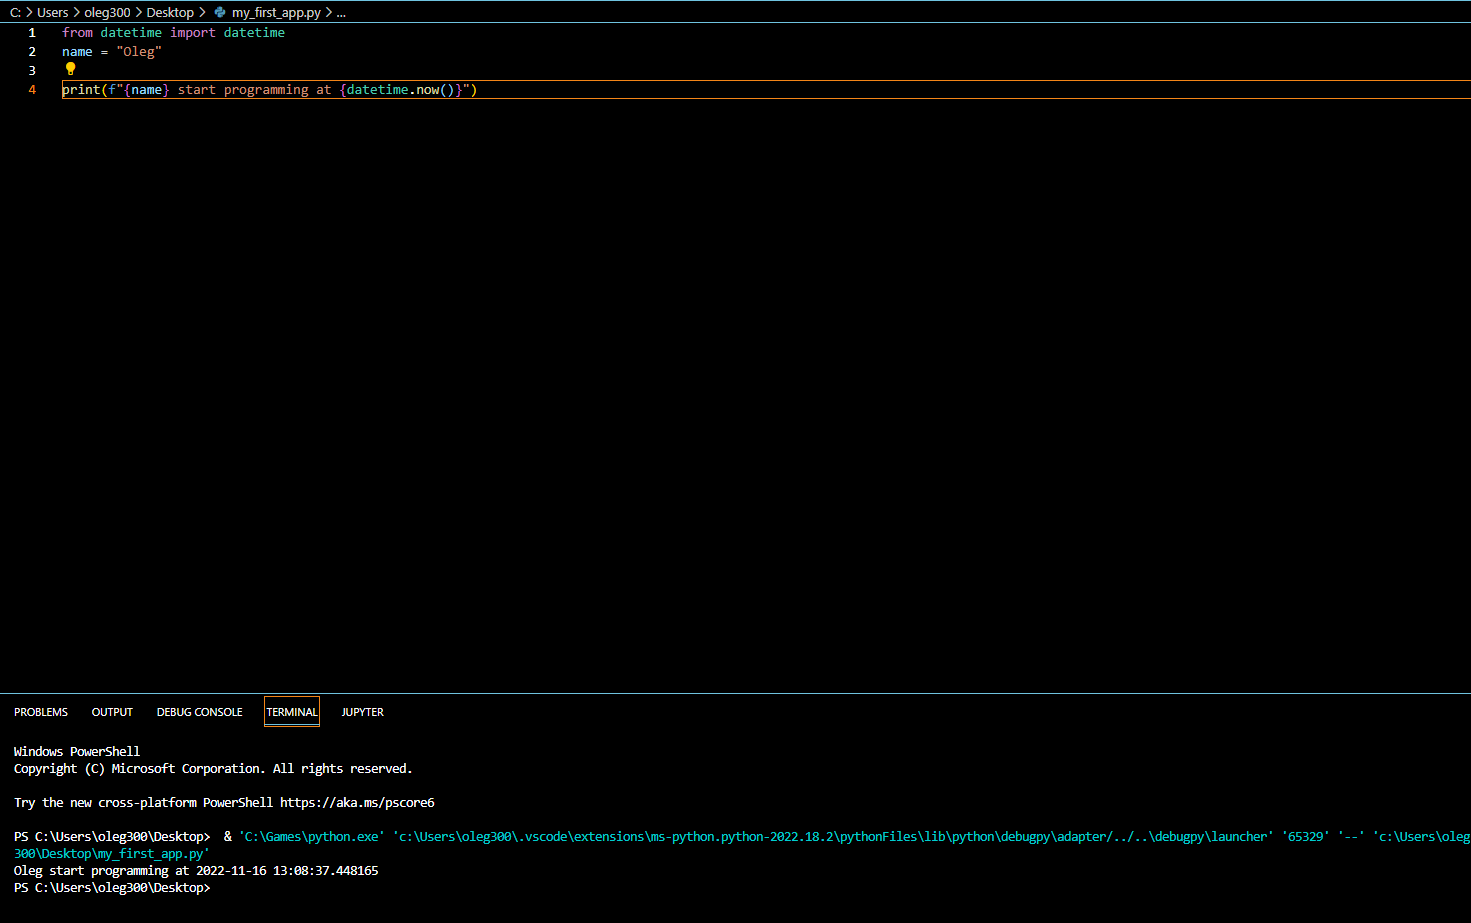 C: > Users > oleg300 > Desktop > my_first_app.py > ...
1 from datetime import datetime
2 name = "Oleg"
3
4 print(f"{name} start programming at {datetime.now()}")
PROBLEMS OUTPUT DEBUG CONSOLE TERMINAL JUPYTER
Windows PowerShell
Copyright (C) Microsoft Corporation. All rights reserved.
Try the new cross-platform PowerShell https://aka.ms/pscore6
PS C:\Users\oleg300\Desktop>  & 'C:\Games\python.exe' 'c:\Users\oleg300\.vscode\extensions\ms-python.python-2022.18.2\pythonFiles\lib\python\debugpy\adapter/../..\debugpy\launcher' '65329' '--' 'c:\Users\oleg
300\Desktop\my_first_app.py'
Oleg start programming at 2022-11-16 13:08:37.448165
PS C:\Users\oleg300\Desktop>